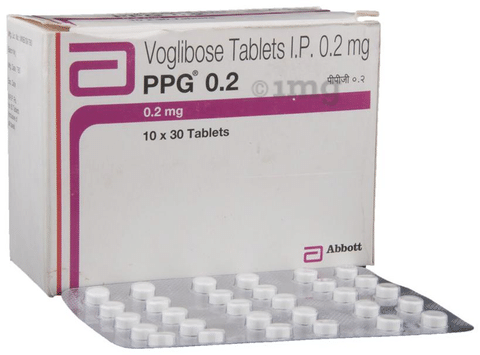 Voglibose Tablets I.P. 0.2 mg
PPG® 0.2
पीपीजी ०.२
©1mg
0.2 mg
10 x 30 Tablets
Abbott